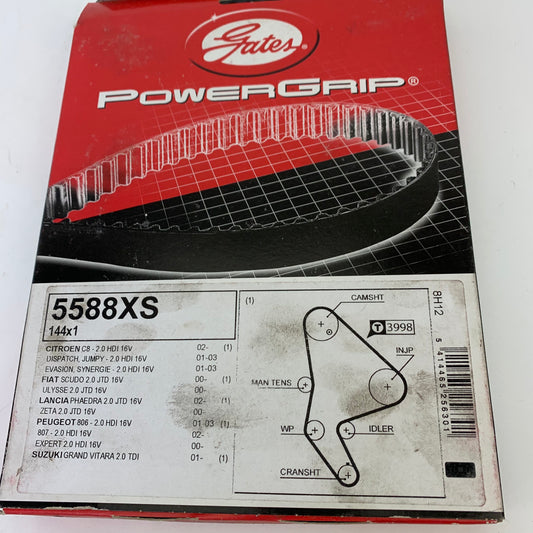 Gates
POWERGRIP®
5588XS
144x1
CITROEN C8 - 2.0 HDI 16V 02- (1)
DISPATCH, JUMPY - 2.0 HDI 16V 01-03
EVASION, SYNERGIE - 2.0 HDI 16V 01-03
FIAT SCUDO 2.0 JTD 16V 00-
ULYSSE 2.0 JTD 16V 00-
LANCIA PHAEDRA 2.0 JTD 16V 02-
ZETA 2.0 JTD 16V 00-
PEUGEOT 806 - 2.0 HDI 16V 01 03 (1)
807 - 2.0 HDI 16V 02-
EXPERT 2.0 HDI 16V 00-
SUZUKI GRAND VITARA 2.0 TDI 01- (1)
(1)
CAMSHT
T 3998
INJP
MAN TENS
WP
IDLER
CRANSHT
8H12
5 414465 256301